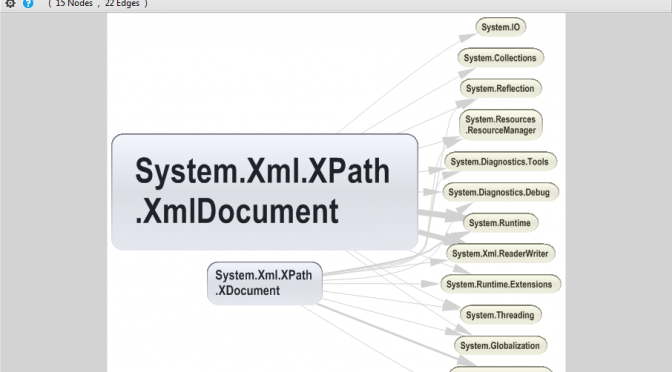 ( 15 Nodes , 22 Edges )
System.IO
System.Collections
System.Reflection
System.Resources
.ResourceManager
System.Xml.XPath
.XmlDocument
System.Diagnostics.Tools
System.Diagnostics.Debug
System.Runtime
System.Xml.ReaderWriter
System.Xml.XPath
.XDocument
System.Runtime.Extensions
System.Threading
System.Globalization